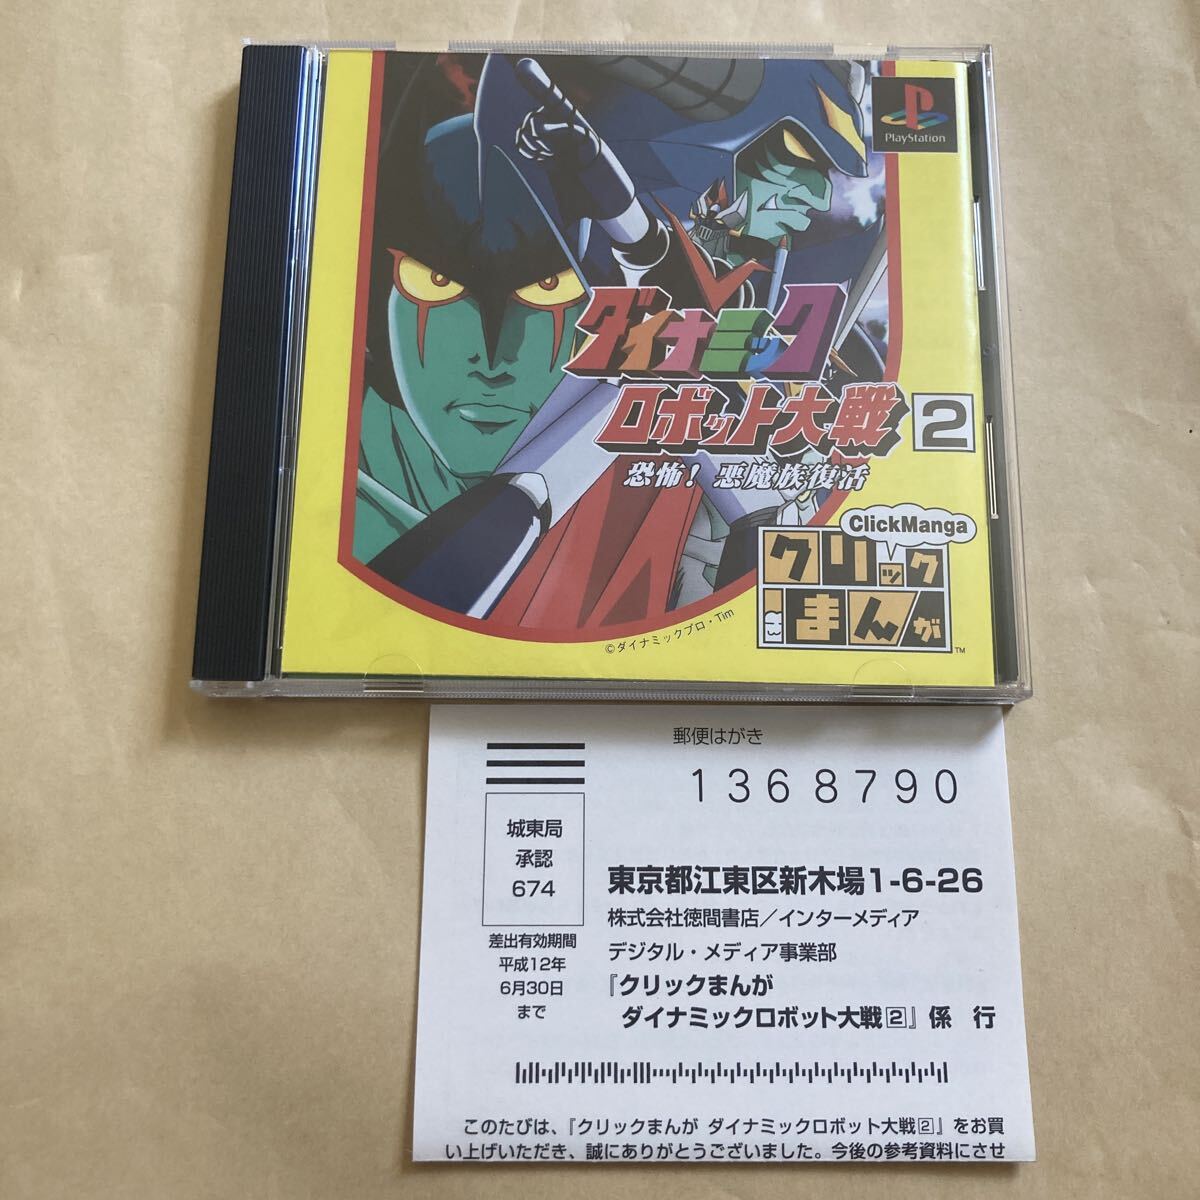 PlayStation
ダイナミック
ロボット大戦2
恐怖! 悪魔族復活
ClickManga
クリック
まんが
TM
©ダイナミックプロ・Tim
郵便はがき
1368790
城東局
承認
674
差出有効期間
平成12年
6月30日
まで
東京都江東区新木場1-6-26
株式会社徳間書店/インターメディア
デジタル・メディア事業部
『クリックまんが
ダイナミックロボット大戦2』係 行
このたびは、『クリックまんが ダイナミックロボット大戦2』をお買
い上げいただき、誠にありがとうございました。今後の参考資料にさせ